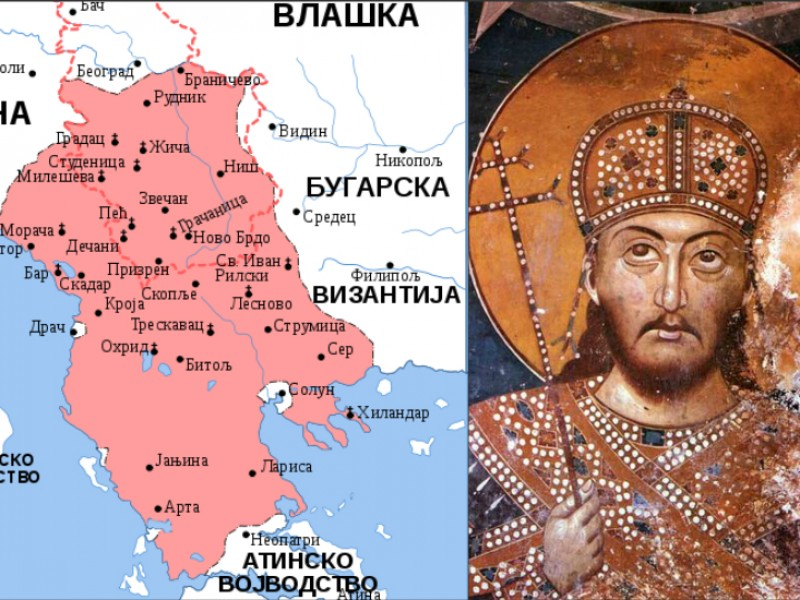 Бач
ВЛАШКА
Београд
Браничево
Рудник
Видин
Градац
Жича
Студеница
Никопољ
Милешева
Ниш
БУГАРСКА
Звечан
Пећ
Грачаница
Средец
Морача
Дечани
Ново Брдо
Св. Иван
Рилски
Бар
Призрен
Филипољ
Скадар
Скопље
Лесново
ВИЗАНТИЈА
Кроја
Драч
Трескавац
Струмица
Охрид
Битољ
Сер
Солун
Хиландар
Јањина
Лариса
Арта
Неопатри
АТИНСКО
ВОЈВОДСТВО
Атина